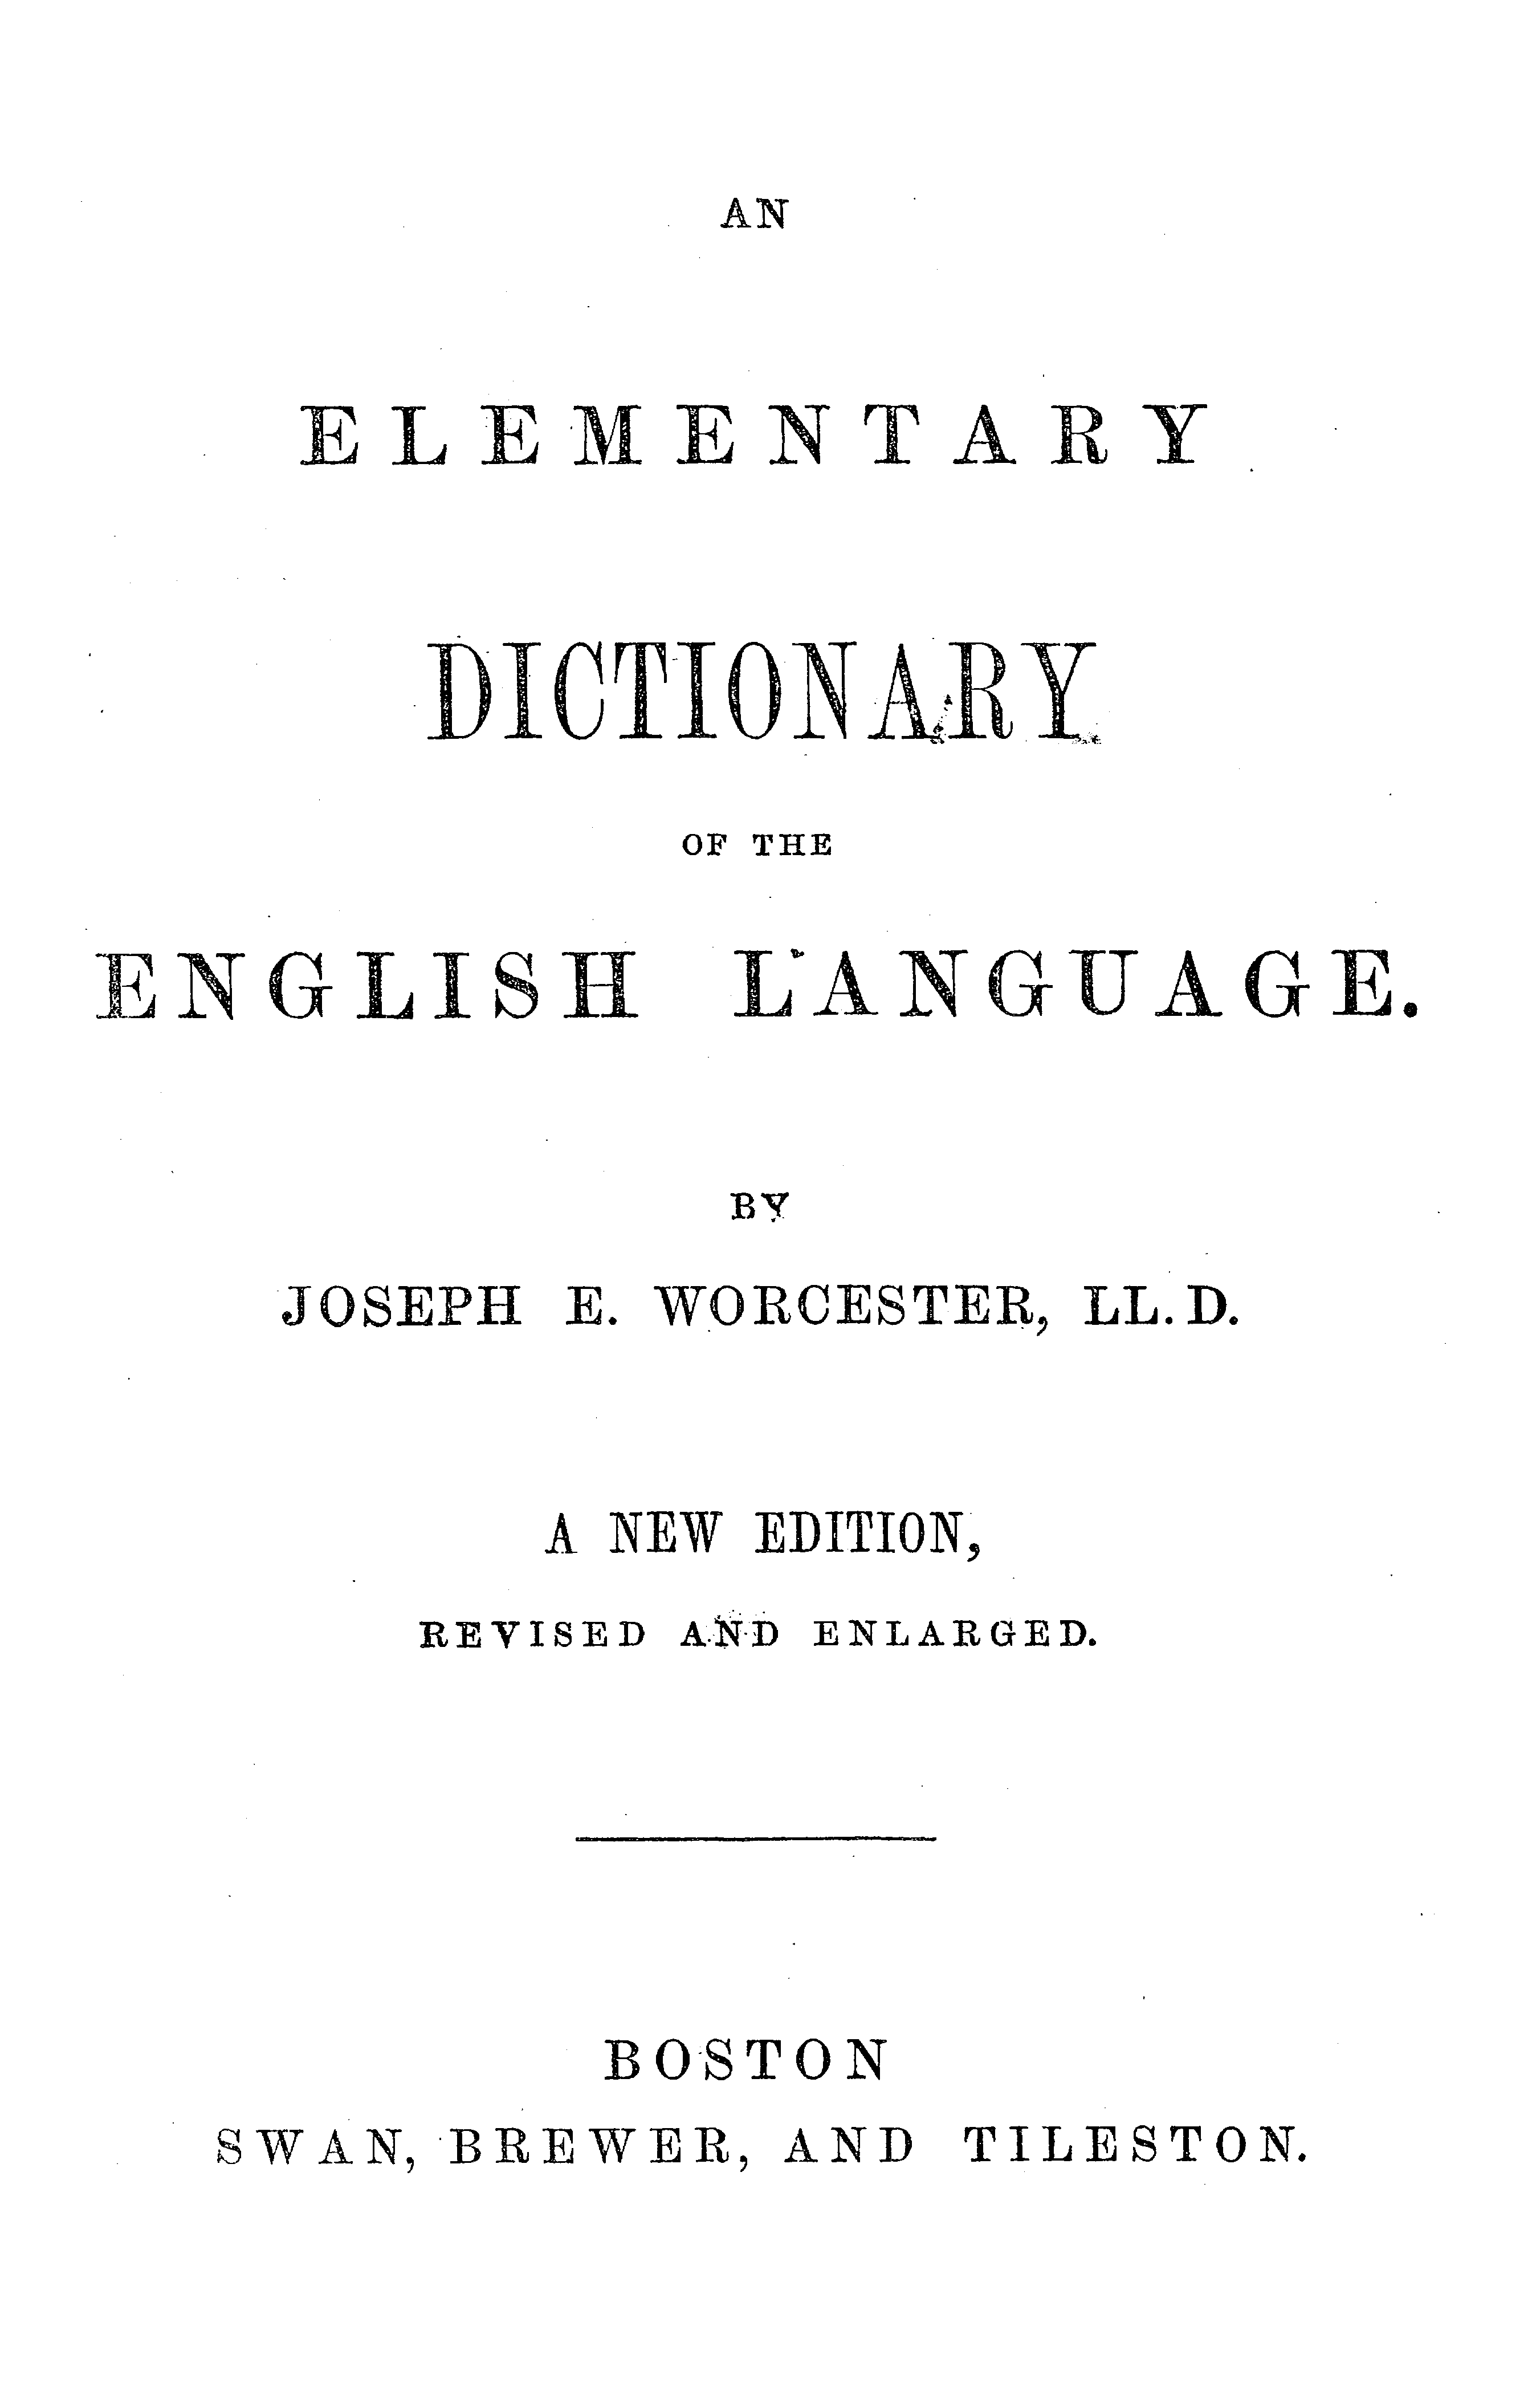 AN
ELEMENTARY
DICTIONARY
OF THE
ENGLISH LANGUAGE.
BY
JOSEPH E. WORCESTER, LL. D.
A NEW EDITION,
REVISED AND ENLARGED.
BOSTON
SWAN, BREWER, AND TILESTON.